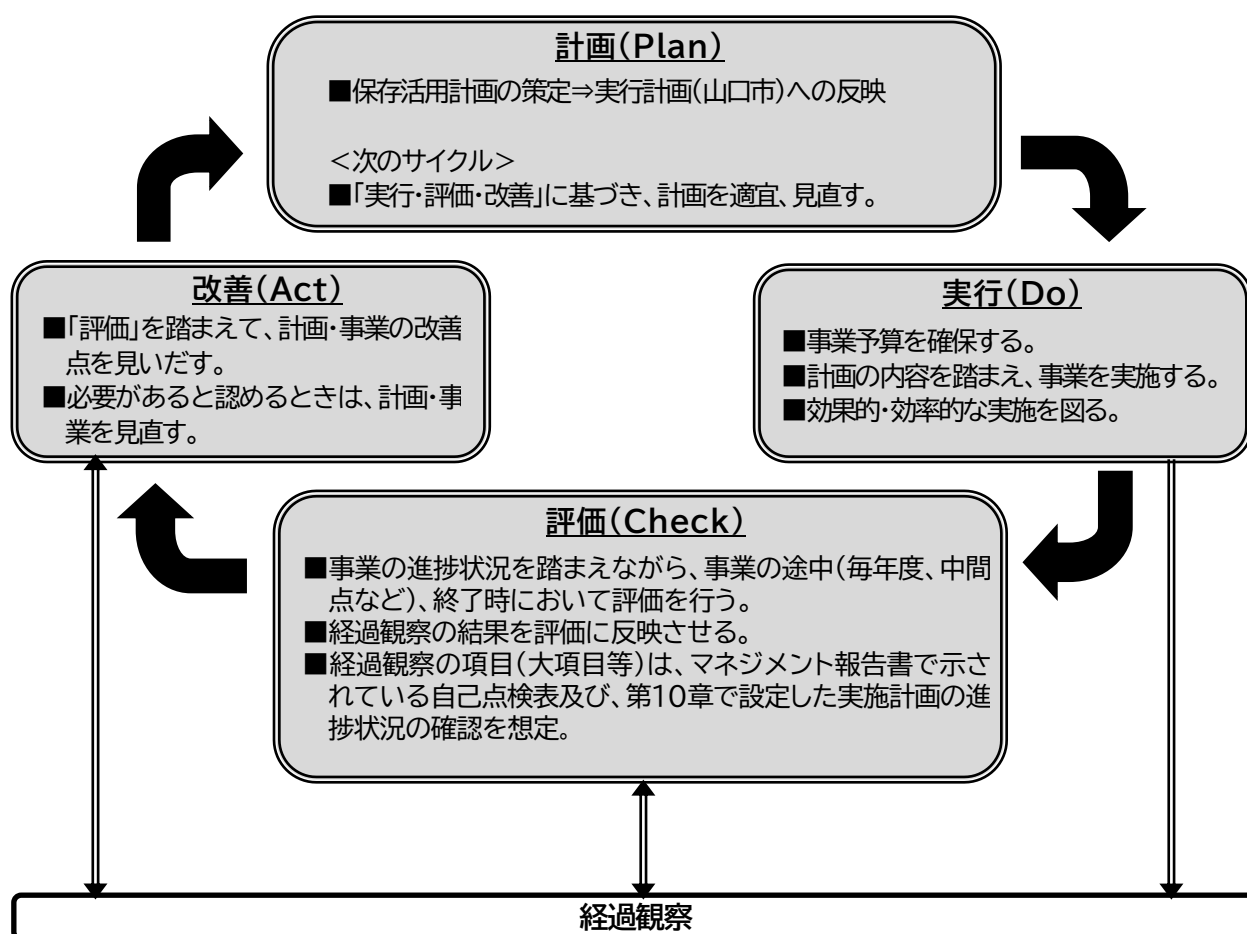 計画(Plan)
■保存活用計画の策定⇒実行計画(山口市)への反映
<次のサイクル>
■「実行・評価・改善」に基づき、計画を適宜、見直す。
改善(Act)
■「評価」を踏まえて、計画・事業の改善
点を見いだす。
■必要があると認めるときは、計画・事
業を見直す。
実行(Do)
■事業予算を確保する。
■計画の内容を踏まえ、事業を実施する。
■効果的・効率的な実施を図る。
評価(Check)
■事業の進捗状況を踏まえながら、事業の途中(毎年度、中間
点など)、終了時において評価を行う。
■経過観察の結果を評価に反映させる。
■経過観察の項目(大項目等)は、マネジメント報告書で示さ
れている自己点検表及び、第10章で設定した実施計画の進
捗状況の確認を想定。
経過観察